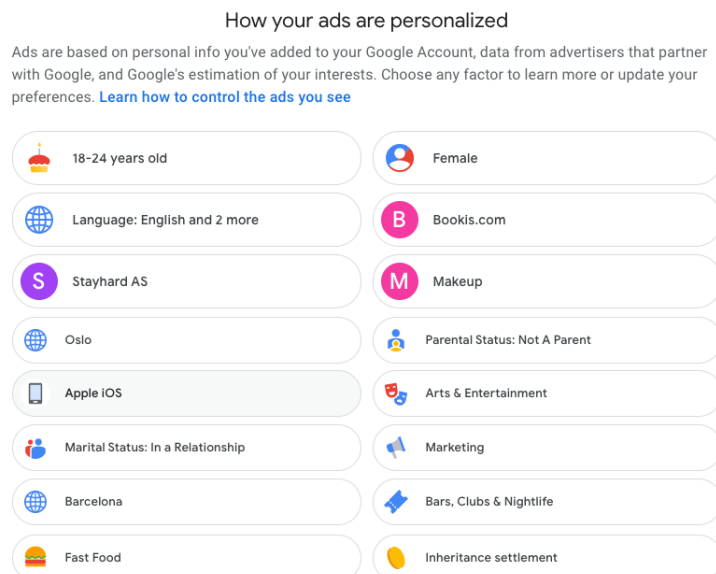 How your ads are personalized
Ads are based on personal info you've added to your Google Account, data from advertisers that partner
with Google, and Google's estimation of your interests. Choose any factor to learn more or update your
preferences. Learn how to control the ads you see
18-24 years old
Female
Language: English and 2 more
B
Bookis.com
S
Stayhard AS
M
Makeup
Oslo
Parental Status: Not A Parent
Apple iOS
Arts & Entertainment
Marital Status: In a Relationship
Marketing
Barcelona
Bars, Clubs & Nightlife
Fast Food
Inheritance settlement